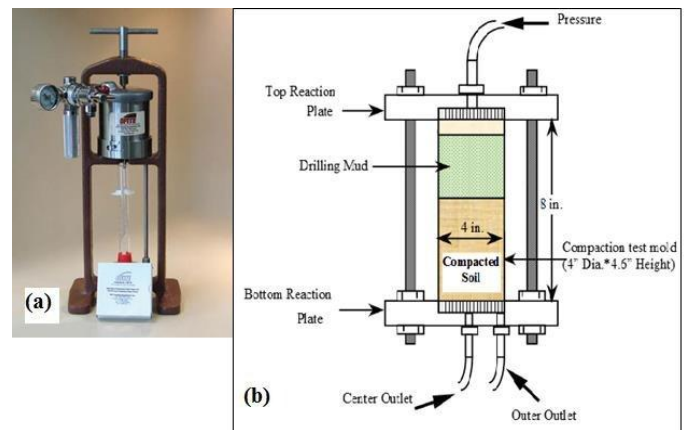 (a)
Pressure
Top Reaction
Plate
Drilling Mud
8 in.
4 in.
Compacted
Soil
Compaction test mold
(4" Dia.*4.6" Height)
Bottom Reaction
Plate
Center Outlet
Outer Outlet
(b)